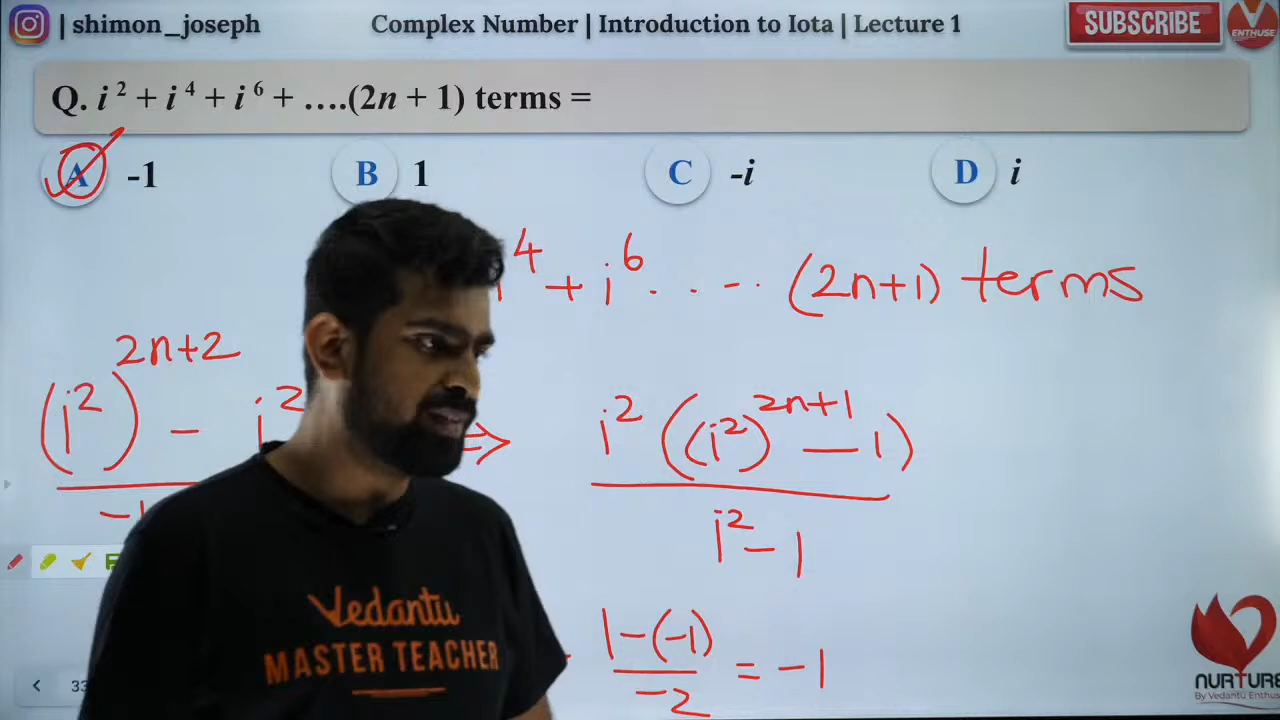 | shimon_joseph
Complex Number | Introduction to Iota | Lecture 1
SUBSCRIBE
ENTHUSE
Q. i² + i⁴ + i⁶ + ....(2n + 1) terms =
A -1
B 1
C -i
D i
⁴ + i⁶ . . - - . (2n+1) terms
(i²)²ⁿ⁺² - i² ⇒ i²((i²)²ⁿ⁺¹ - 1)
-1
i² - 1
1-(-1)
= -1
-2
Vedantu
MASTER TEACHER
33
NURTURE
By Vedantu Enthuse